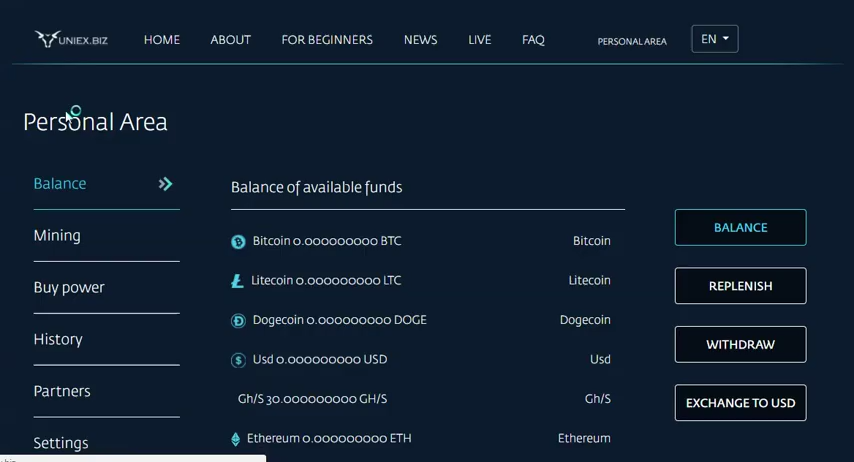 UNIEX.BIZ HOME ABOUT FOR BEGINNERS NEWS LIVE FAQ PERSONAL AREA EN
Personal Area
Balance
Mining
Buy power
History
Partners
Settings
Balance of available funds
Bitcoin 0.000000000 BTC Bitcoin
Litecoin 0.000000000 LTC Litecoin
Dogecoin 0.000000000 DOGE Dogecoin
Usd 0.000000000 USD Usd
Gh/S 30.000000000 GH/S Gh/S
Ethereum 0.000000000 ETH Ethereum
BALANCE
REPLENISH
WITHDRAW
EXCHANGE TO USD